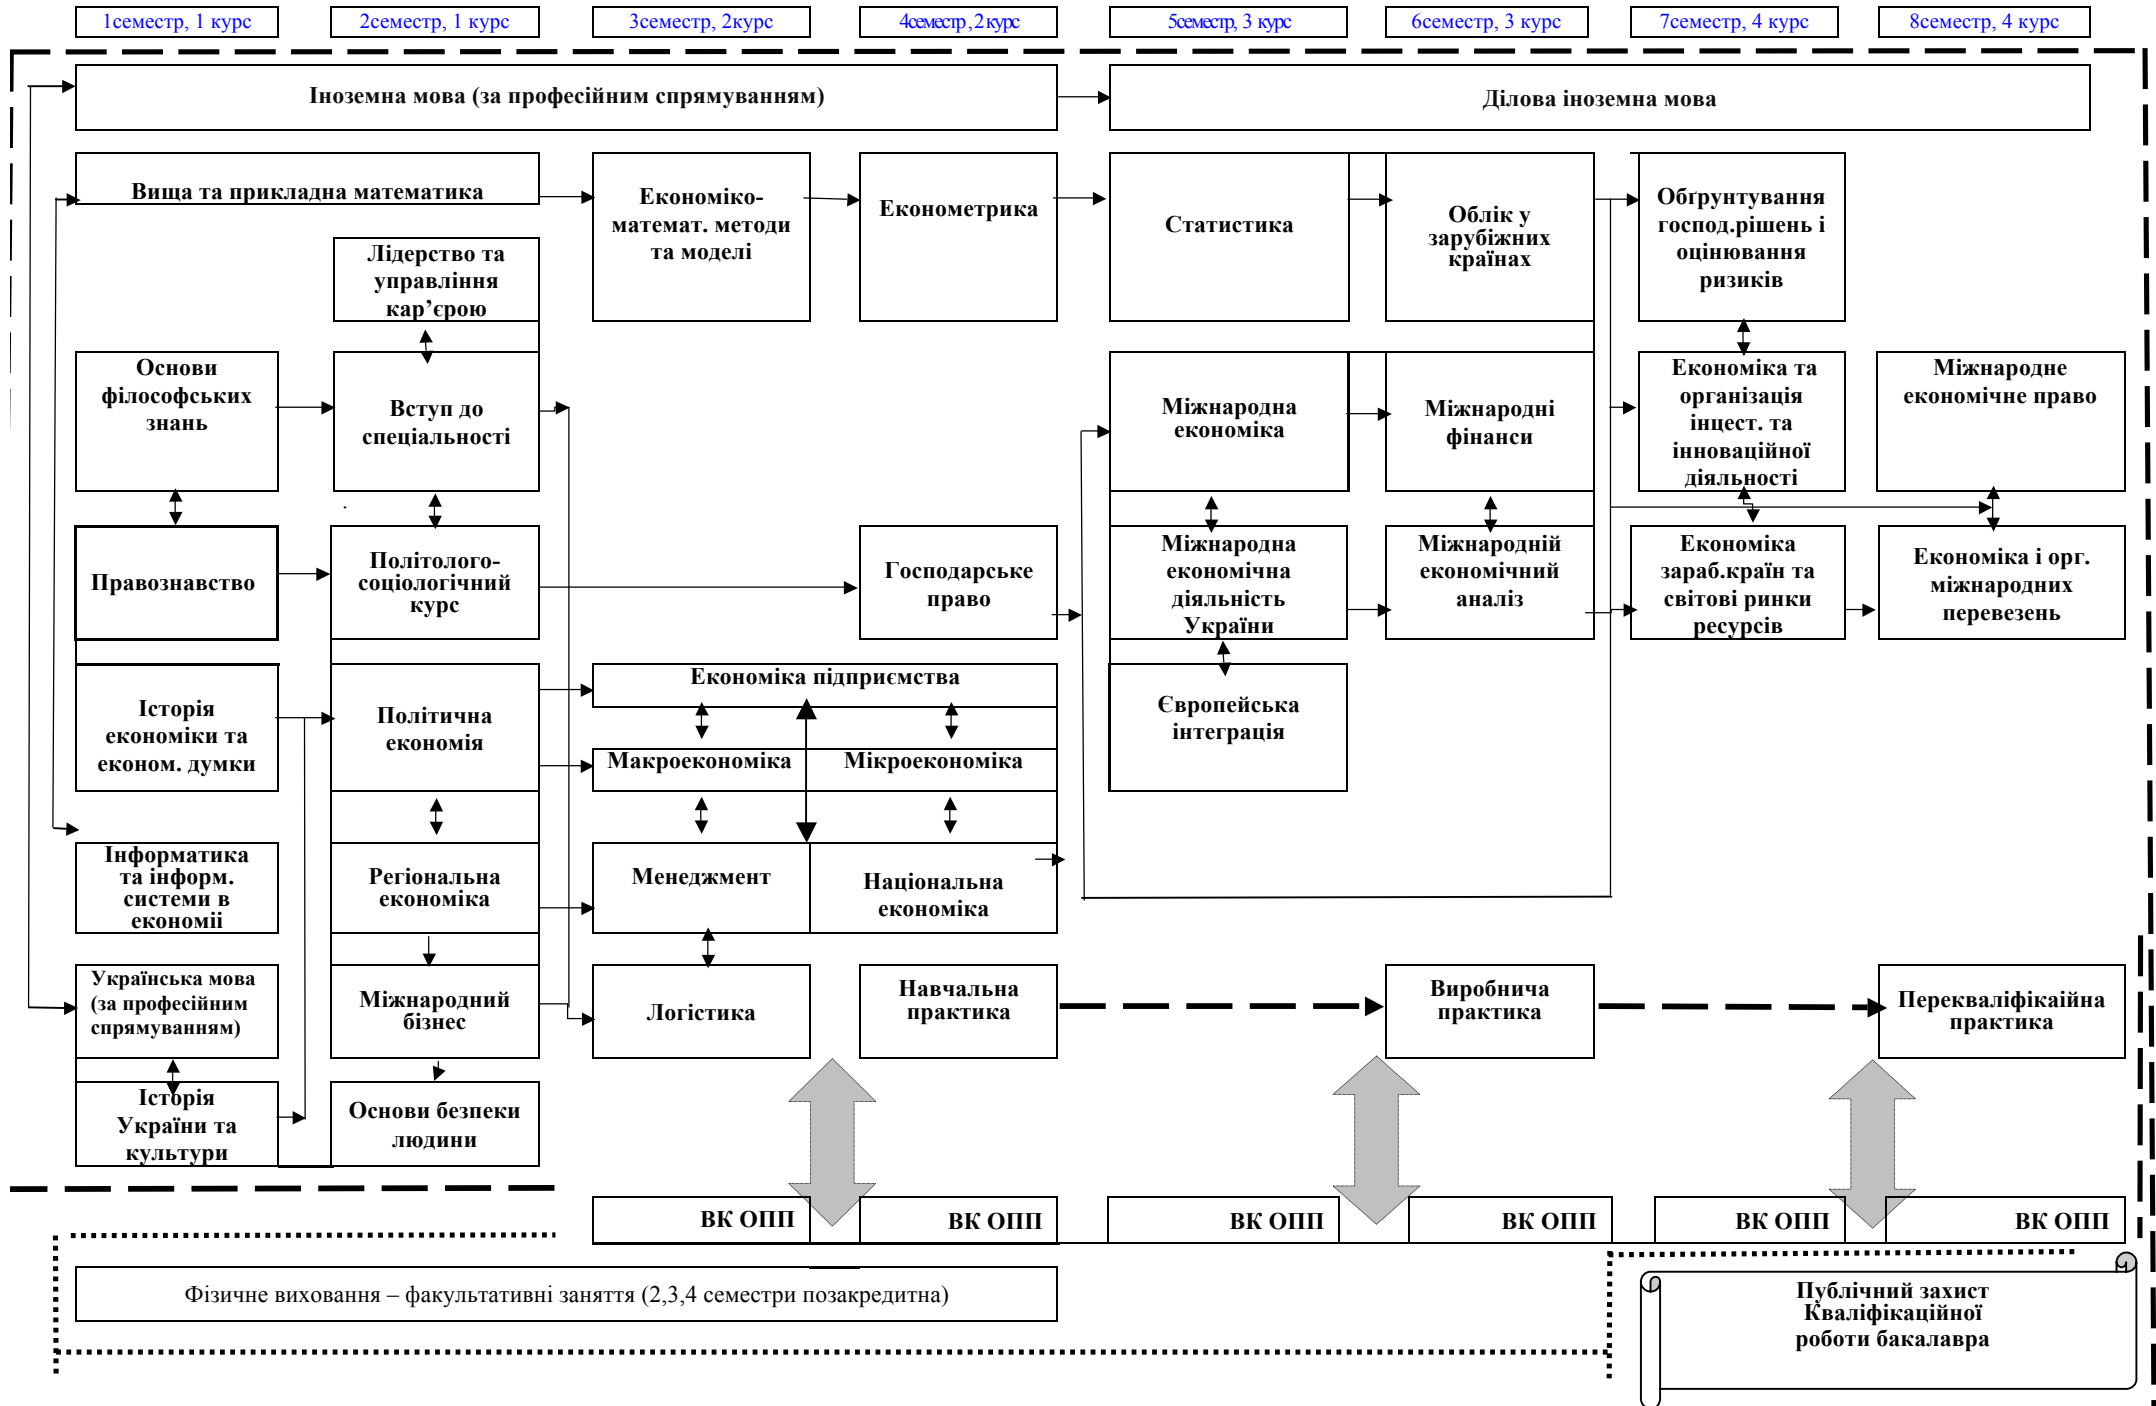 1семестр, 1 курс
2семестр, 1 курс
3семестр, 2курс
4семестр,2курс
5семестр, 3 курс
6семестр, 3 курс
7семестр, 4 курс
8семестр, 4 курс
Іноземна мова (за професійним спрямуванням)
Ділова іноземна мова
Вища та прикладна математика
Економіко-
математ. методи
та моделі
Економетрика
Статистика
Облік у
зарубіжних
країнах
Обґрунтування
господ.рішень і
оцінювання
ризиків
Лідерство та
управління
кар’єрою
Основи
філософських
знань
Вступ до
спеціальності
Міжнародна
економіка
Міжнародні
фінанси
Економіка та
організація
інцест. та
інноваційної
діяльності
Міжнародне
економічне право
Правознавство
Політолого-
соціологічний
курс
Господарське
право
Міжнародна
економічна
діяльність
України
Міжнародній
економічний
аналіз
Економіка
зараб.країн та
світові ринки
ресурсів
Економіка і орг.
міжнародних
перевезень
Історія
економіки та
економ. думки
Політична
економія
Економіка підприємства
Макроекономіка
Мікроекономіка
Європейська
інтеграція
Інформатика
та інформ.
системи в
економіі
Регіональна
економіка
Менеджмент
Національна
економіка
Українська мова
(за професійним
спрямуванням)
Міжнародний
бізнес
Логістика
Навчальна
практика
Виробнича
практика
Перекваліфікаійна
практика
Історія
України та
культури
Основи безпеки
людини
ВК ОПП
ВК ОПП
ВК ОПП
ВК ОПП
ВК ОПП
ВК ОПП
Фізичне виховання – факультативні заняття (2,3,4 семестри позакредитна)
Публічний захист
Кваліфікаційної
роботи бакалавра